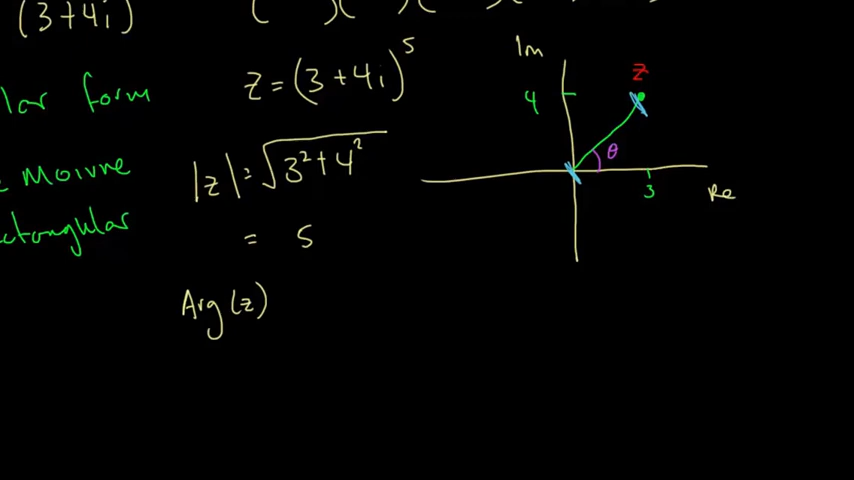 (3+4i)
lar form
Moivre
ctangular
z = (3+4i)^5
|z| = √3²+4²
= 5
Arg(z)
Im
4
z
θ
3
Re